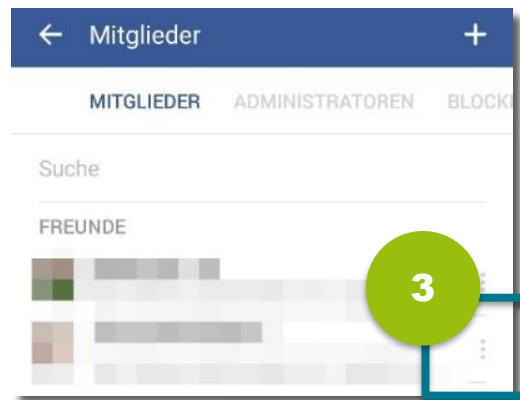 Mitglieder
MITGLIEDER ADMINISTRATOREN
Suche
FREUNDE
3